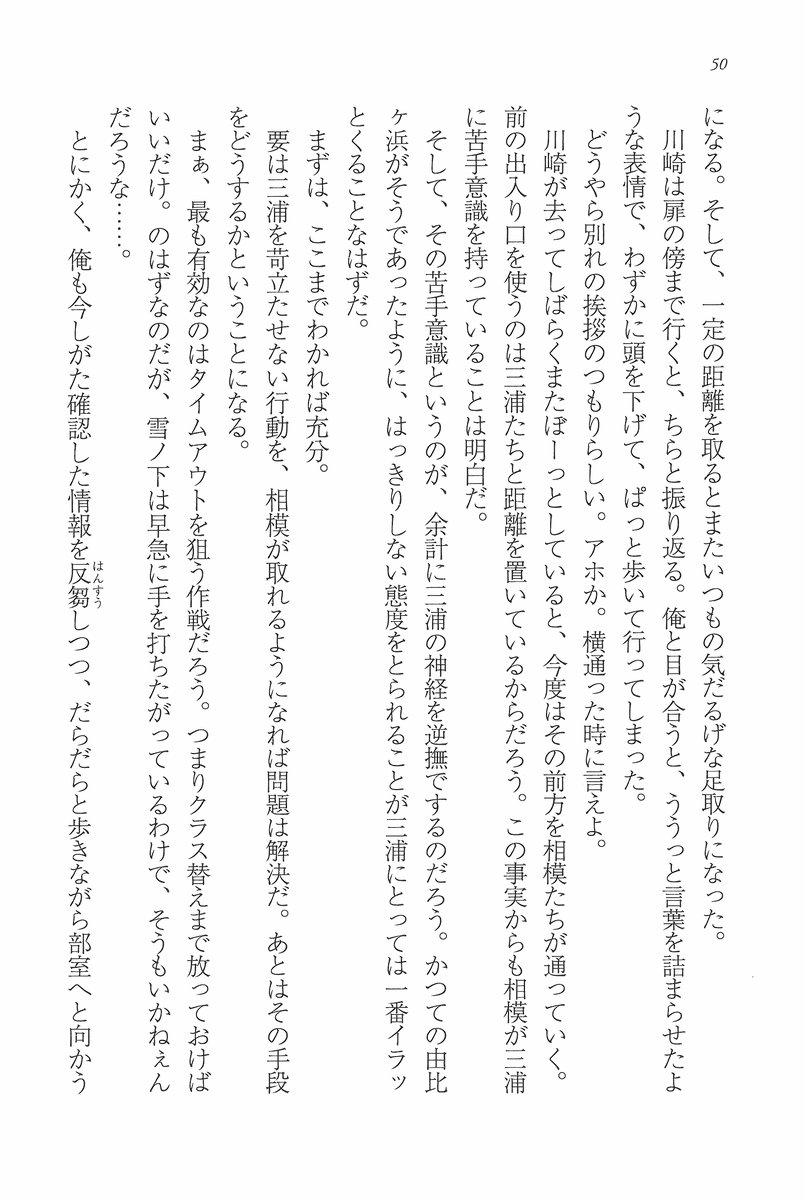 50
になる。そして、一定の距離を取るとまたいつもの気だるげな足取りになった。
川崎は扉の傍まで行くと、ちらと振り返る。俺と目が合うと、ううっと言葉を詰まらせたよ
うな表情で、わずかに頭を下げて、ぱっと歩いて行ってしまった。
どうやら別れの挨拶のつもりらしい。アホか。横通った時に言えよ。
川崎が去ってしばらくまたぼーっとしていると、今度はその前方を相模たちが通っていく。
前の出入り口を使うのは三浦たちと距離を置いているからだろう。この事実からも相模が三浦
に苦手意識を持っていることは明白だ。
そして、その苦手意識というのが、余計に三浦の神経を逆撫でするのだろう。かつての由比
ヶ浜がそうであったように、はっきりしない態度をとられることが三浦にとっては一番イラッ
とくることなはずだ。
まずは、ここまでわかれば充分。
要は三浦を苛立たせない行動を、相模が取れるようになれば問題は解決だ。あとはその手段
をどうするかということになる。
まぁ、最も有効なのはタイムアウトを狙う作戦だろう。つまりクラス替えまで放っておけば
いいだけ。のはずなのだが、雪ノ下は早急に手を打ちたがっているわけで、そうもいかねぇん
だろうな……。
とにかく、俺も今しがた確認した情報を反芻しつつ、だらだらと歩きながら部室へと向かう
はんすう